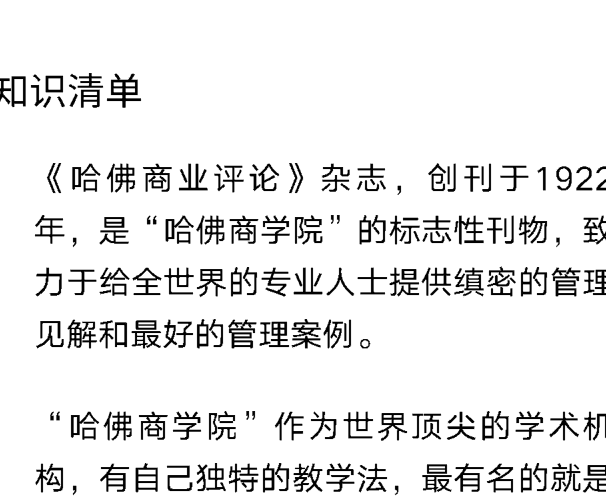 知识清单
《哈佛商业评论》杂志，创刊于1922
年，是“哈佛商学院”的标志性刊物，致
力于给全世界的专业人士提供缜密的管理
见解和最好的管理案例。
“哈佛商学院”作为世界顶尖的学术机
构，有自己独特的教学法，最有名的就是